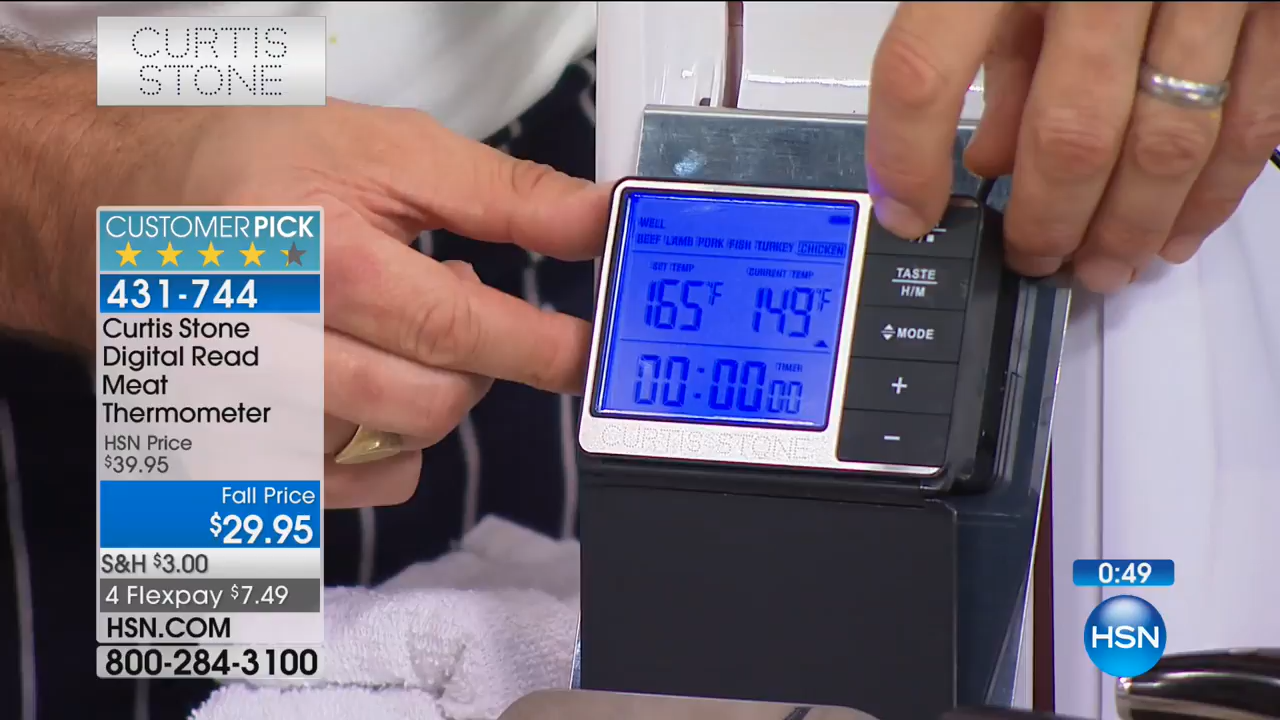 CURTIS
STONE
CUSTOMER PICK
431-744
Curtis Stone
Digital Read
Meat
Thermometer
HSN Price
$39.95
Fall Price
$29.95
S&H $3.00
4 Flexpay $7.49
HSN.COM
800-284-3100
WELL
BEEF LAMB PORK FISH TURKEY CHICKEN
SET TEMP CURRENT TEMP
165°F 149°F
TIMER
00:00 00
CURTIS STONE
TASTE
H/M
MODE
+
−
0:49
HSN